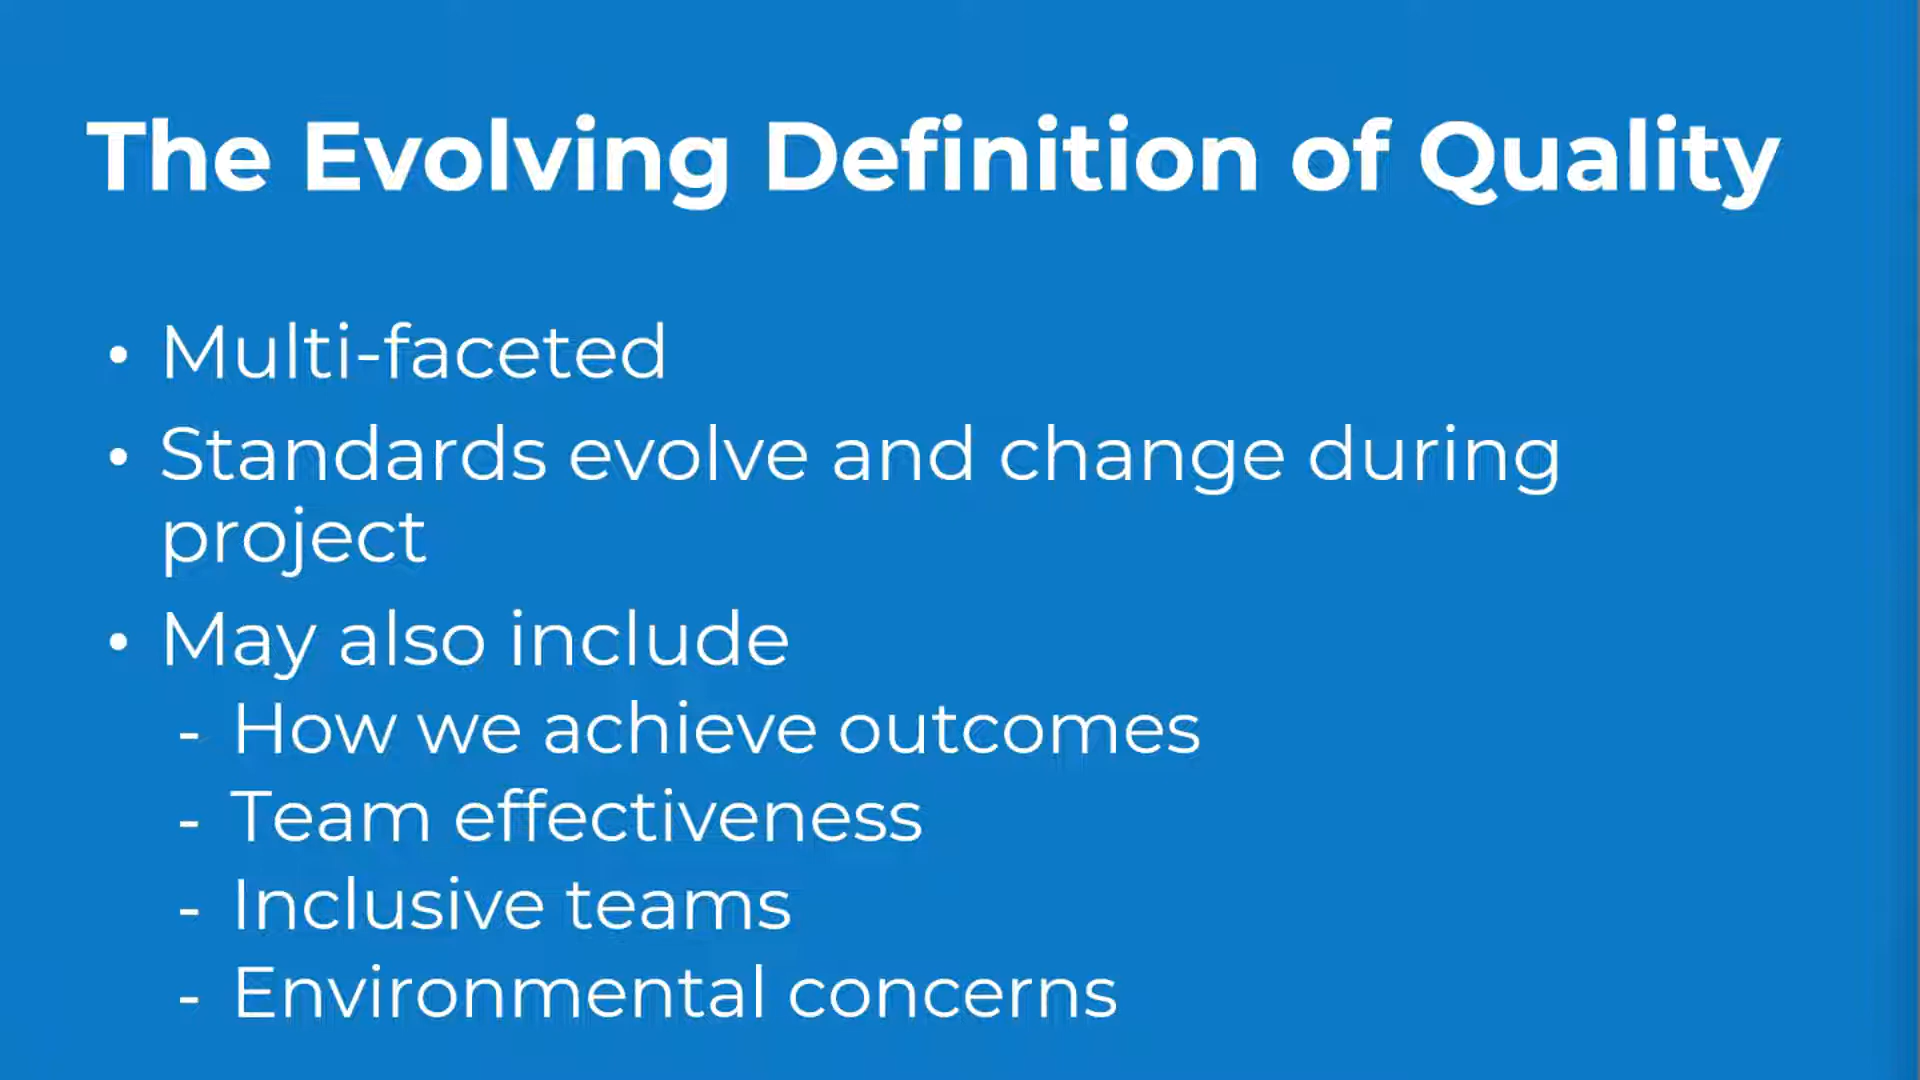 The Evolving Definition of Quality
• Multi-faceted
• Standards evolve and change during
project
• May also include
- How we achieve outcomes
- Team effectiveness
- Inclusive teams
- Environmental concerns